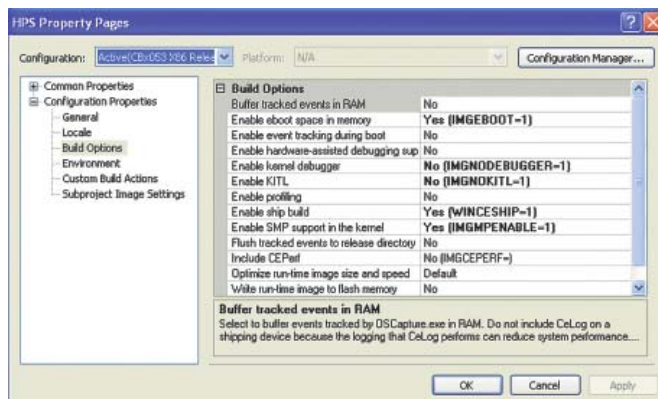 HPS Property Pages
Configuration: Active(CBx053 X86 Relea Platform: N/A Configuration Manager...
Common Properties
Configuration Properties
General
Locale
Build Options
Environment
Custom Build Actions
Subproject Image Settings
Build Options
Buffer tracked events in RAM No
Enable eboot space in memory Yes (IMGEBOOT=1)
Enable event tracking during boot No
Enable hardware-assisted debugging sup No
Enable kernel debugger No (IMGNODEBUGGER=1)
Enable KITL No (IMGNOKITL=1)
Enable profiling No
Enable ship build Yes (WINCESHIP=1)
Enable SMP support in the kernel Yes (IMGMPENABLE=1)
Flush tracked events to release directory No
Include CEPerf No (IMGCEPERF=)
Optimize run-time image size and speed Default
Write run-time image to flash memory No
Buffer tracked events in RAM
Select to buffer events tracked by OSCapture.exe in RAM. Do not include CeLog on a
shipping device because the logging that CeLog performs can reduce system performance....
OK Cancel Apply